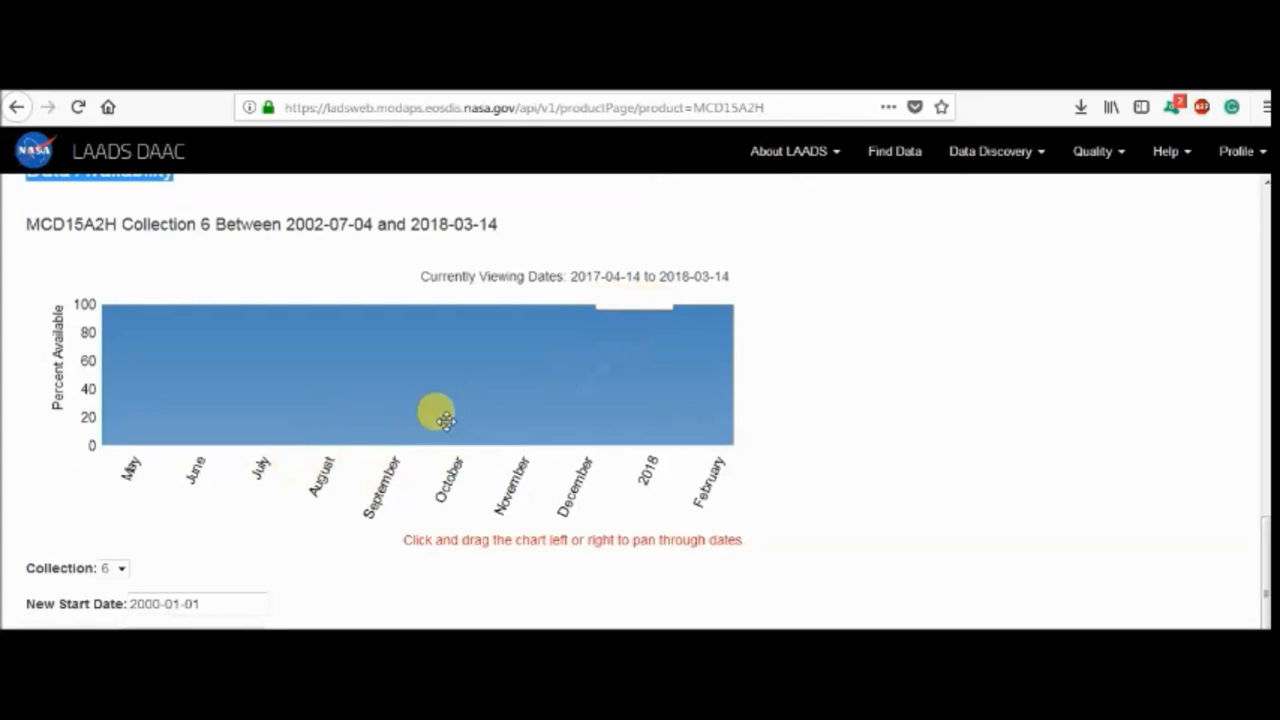 https://ladsweb.modaps.eosdis.nasa.gov/api/v1/productPage/product=MCD15A2H
2
NASA
LAADS DAAC
About LAADS
Find Data
Data Discovery
Quality
Help
Profile
Data Availability
MCD15A2H Collection 6 Between 2002-07-04 and 2018-03-14
Currently Viewing Dates: 2017-04-14 to 2018-03-14
Percent Available
100
80
60
40
20
0
May
June
July
August
September
October
November
December
2018
February
Click and drag the chart left or right to pan through dates.
Collection: 6
New Start Date: 2000-01-01